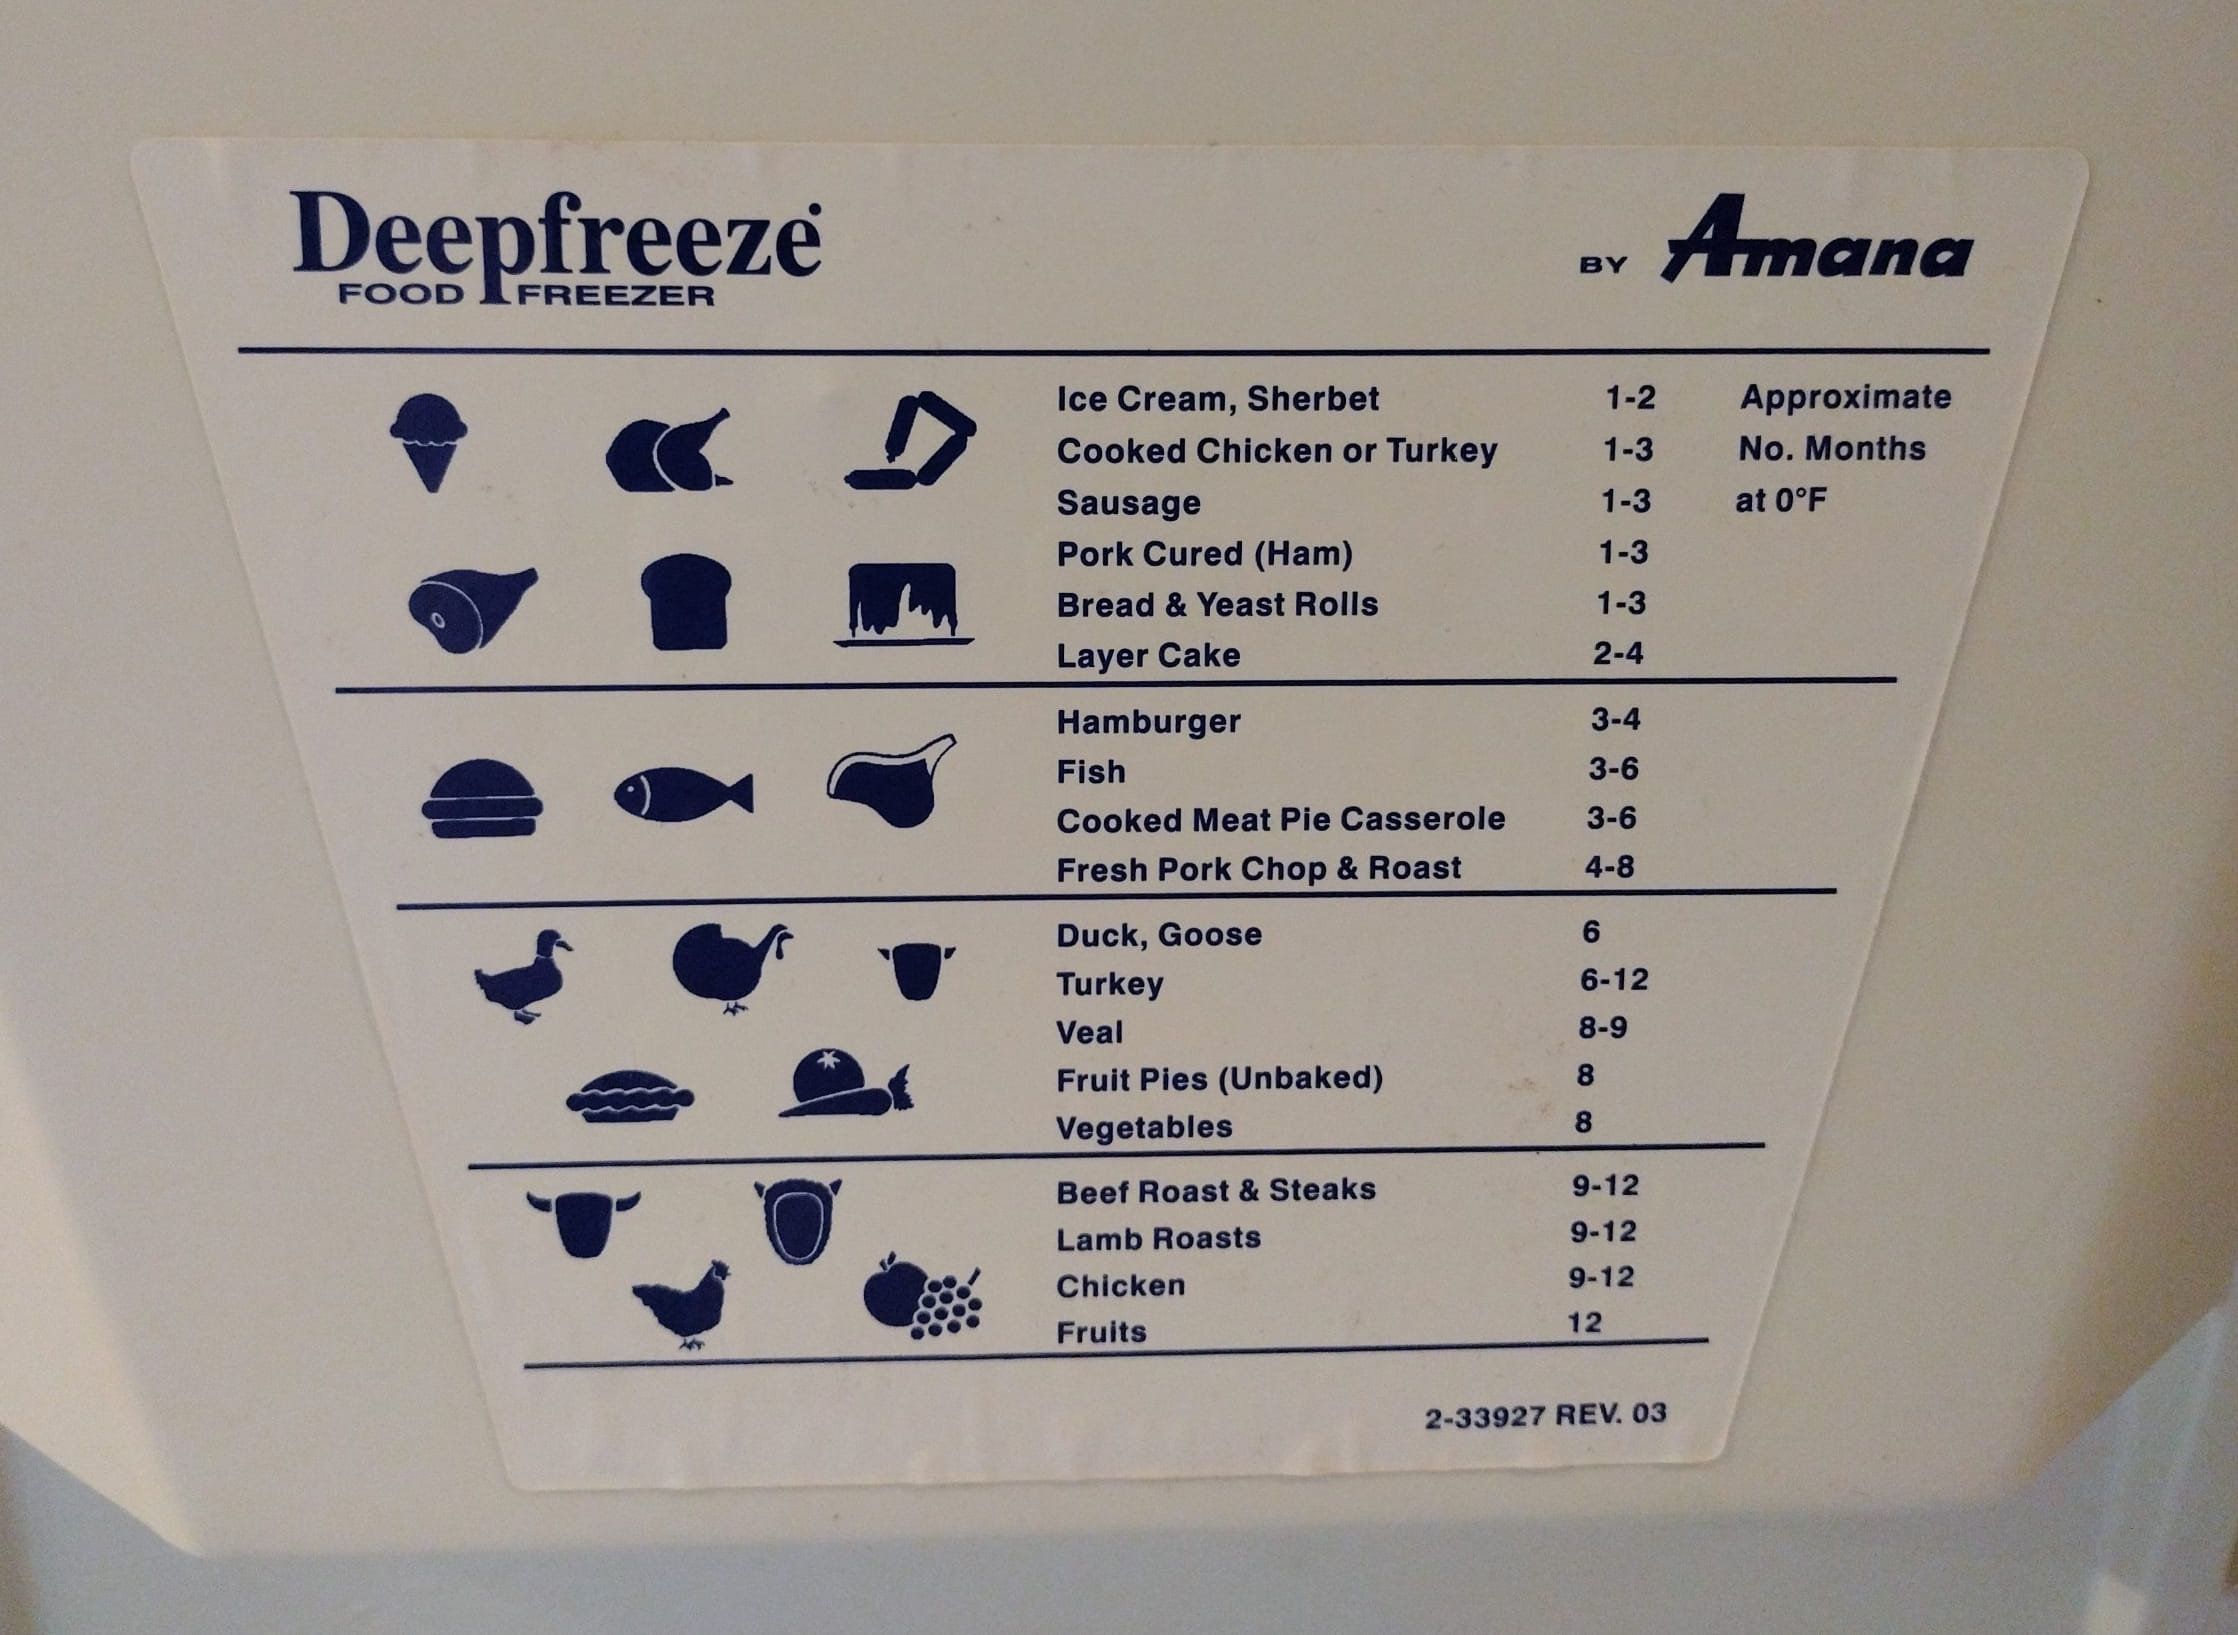 Deepfreeze
FOOD FREEZER
BY Amana
Ice Cream, Sherbet 1-2 Approximate
Cooked Chicken or Turkey 1-3 No. Months
Sausage 1-3 at 0°F
Pork Cured (Ham) 1-3
Bread & Yeast Rolls 1-3
Layer Cake 2-4
Hamburger 3-4
Fish 3-6
Cooked Meat Pie Casserole 3-6
Fresh Pork Chop & Roast 4-8
Duck, Goose 6
Turkey 6-12
Veal 8-9
Fruit Pies (Unbaked) 8
Vegetables 8
Beef Roast & Steaks 9-12
Lamb Roasts 9-12
Chicken 9-12
Fruits 12
2-33927 REV. 03